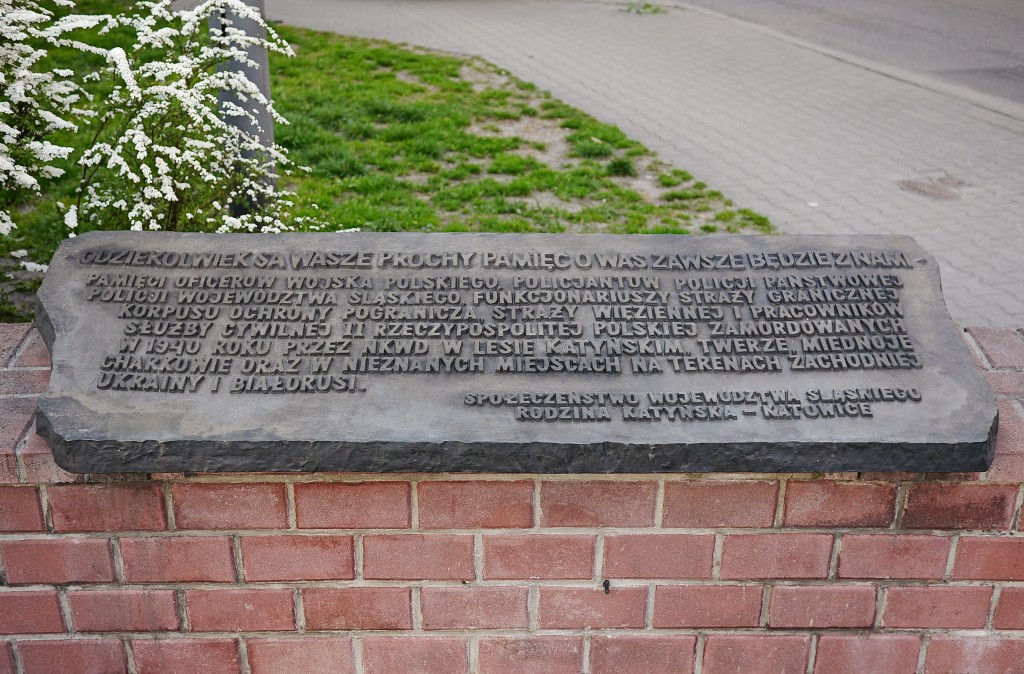 GDZIEKOLWIEK SĄ WASZE PROCHY PAMIĘĆ O WAS ZAWSZE BĘDZIE Z NAMI
PAMIĘCI OFICERÓW WOJSKA POLSKIEGO, POLICJANTÓW POLICJI PAŃSTWOWEJ
POLICJI WOJEWÓDZTWA ŚLĄSKIEGO, FUNKCJONARIUSZY STRAŻY GRANICZNEJ
KORPUSU OCHRONY POGRANICZA, STRAŻY WIĘZIENNEJ I PRACOWNIKÓW
SŁUŻBY CYWILNEJ II RZECZYPOSPOLITEJ POLSKIEJ ZAMORDOWANYCH
W 1940 ROKU PRZEZ NKWD W LESIE KATYŃSKIM, TWERZE, MIEDNOJE
CHARKOWIE ORAZ W NIEZNANYCH MIEJSCACH NA TERENACH ZACHODNIEJ
UKRAINY I BIAŁORUSI.
SPOŁECZEŃSTWO WOJEWÓDZTWA ŚLĄSKIEGO
RODZINA KATYŃSKA – KATOWICE